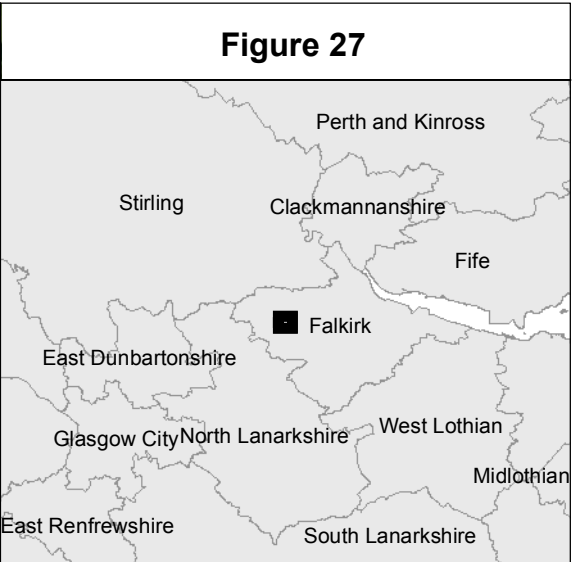 Figure 27
Perth and Kinross
Stirling
Clackmannanshire
Fife
Falkirk
East Dunbartonshire
Glasgow City
North Lanarkshire
West Lothian
Midlothian
East Renfrewshire
South Lanarkshire